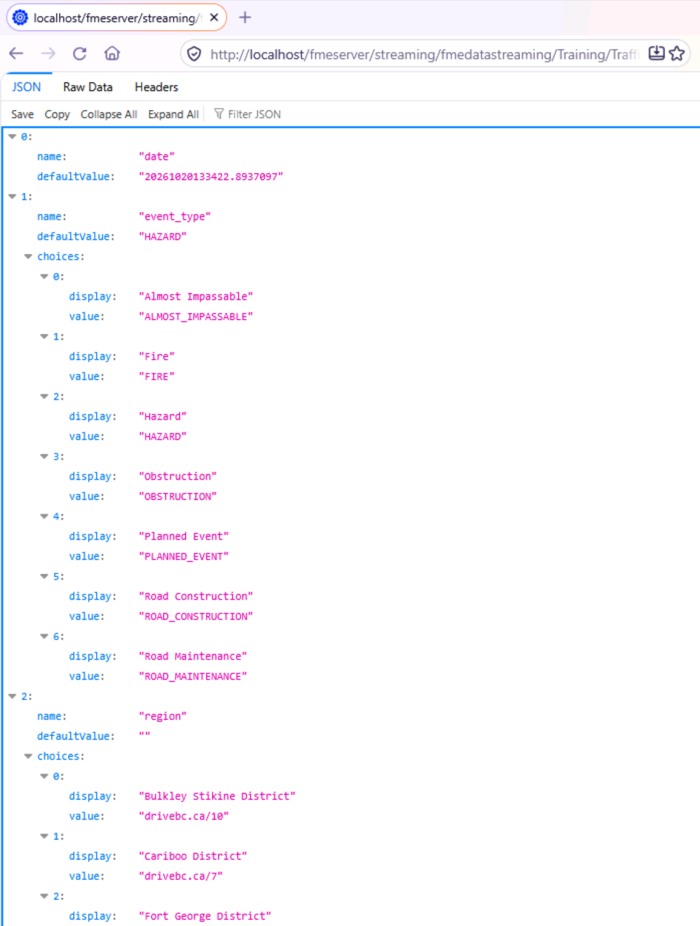 localhost/fmeserver/streaming/
http://localhost/fmeserver/streaming/fmedatastreaming/Training/Traff
JSON Raw Data Headers
Save Copy Collapse All Expand All Filter JSON
0:
name: "date"
defaultValue: "20261020133422.8937097"
1:
name: "event_type"
defaultValue: "HAZARD"
choices:
0:
display: "Almost Impassable"
value: "ALMOST_IMPASSABLE"
1:
display: "Fire"
value: "FIRE"
2:
display: "Hazard"
value: "HAZARD"
3:
display: "Obstruction"
value: "OBSTRUCTION"
4:
display: "Planned Event"
value: "PLANNED_EVENT"
5:
display: "Road Construction"
value: "ROAD_CONSTRUCTION"
6:
display: "Road Maintenance"
value: "ROAD_MAINTENANCE"
2:
name: "region"
defaultValue: ""
choices:
0:
display: "Bulkley Stikine District"
value: "drivebc.ca/10"
1:
display: "Cariboo District"
value: "drivebc.ca/7"
2:
display: "Fort George District"